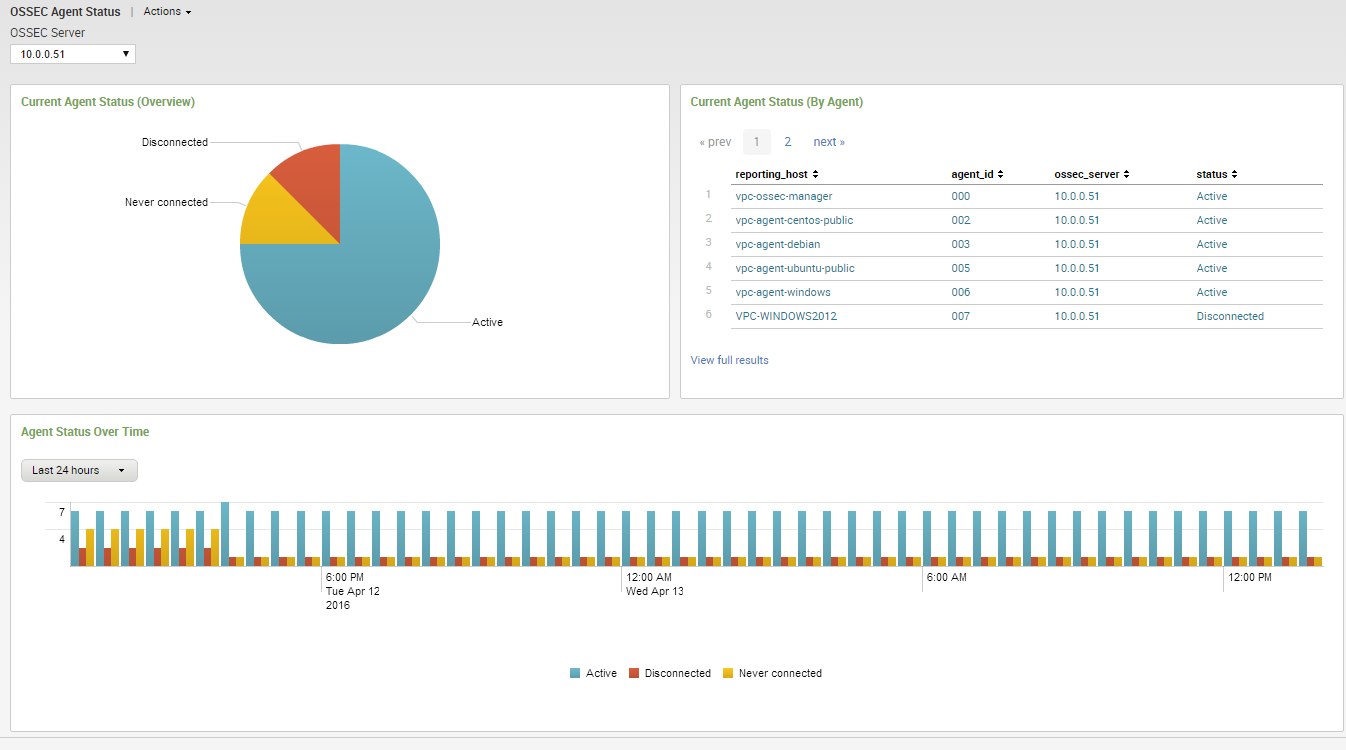 OSSEC Agent Status | Actions
OSSEC Server
10.0.0.51
Current Agent Status (Overview)
Disconnected
Never connected
Active
Current Agent Status (By Agent)
« prev 1 2 next »
reporting_host agent_id ossec_server status
1 vpc-ossec-manager 000 10.0.0.51 Active
2 vpc-agent-centos-public 002 10.0.0.51 Active
3 vpc-agent-debian 003 10.0.0.51 Active
4 vpc-agent-ubuntu-public 005 10.0.0.51 Active
5 vpc-agent-windows 006 10.0.0.51 Active
6 VPC-WINDOWS2012 007 10.0.0.51 Disconnected
View full results
Agent Status Over Time
Last 24 hours
7
4
6:00 PM 12:00 AM 6:00 AM 12:00 PM
Tue Apr 12 Wed Apr 13
2016
Active Disconnected Never connected